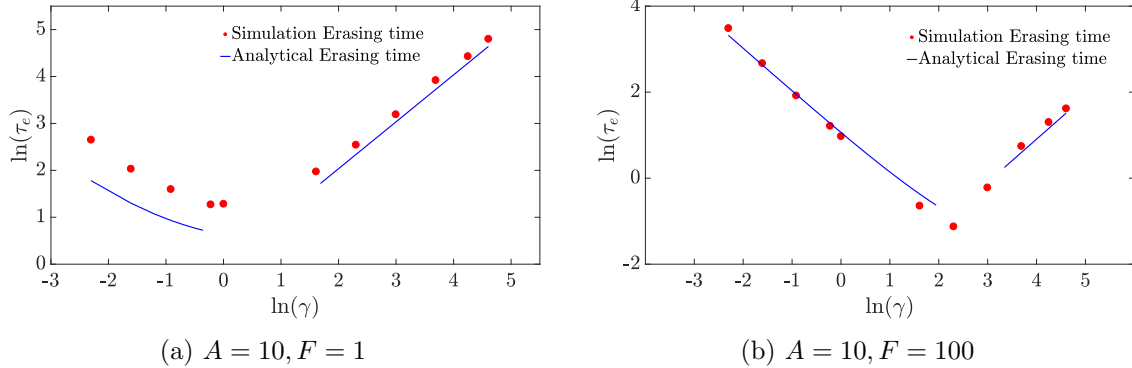 Simulation Erasing time
Analytical Erasing time
ln(τ_e)
5
4
3
2
1
0
-3 -2 -1 0 1 2 3 4 5
ln(γ)
(a) A = 10, F = 1
Simulation Erasing time
Analytical Erasing time
ln(τ_e)
4
2
0
-2
-3 -2 -1 0 1 2 3 4 5
ln(γ)
(b) A = 10, F = 100